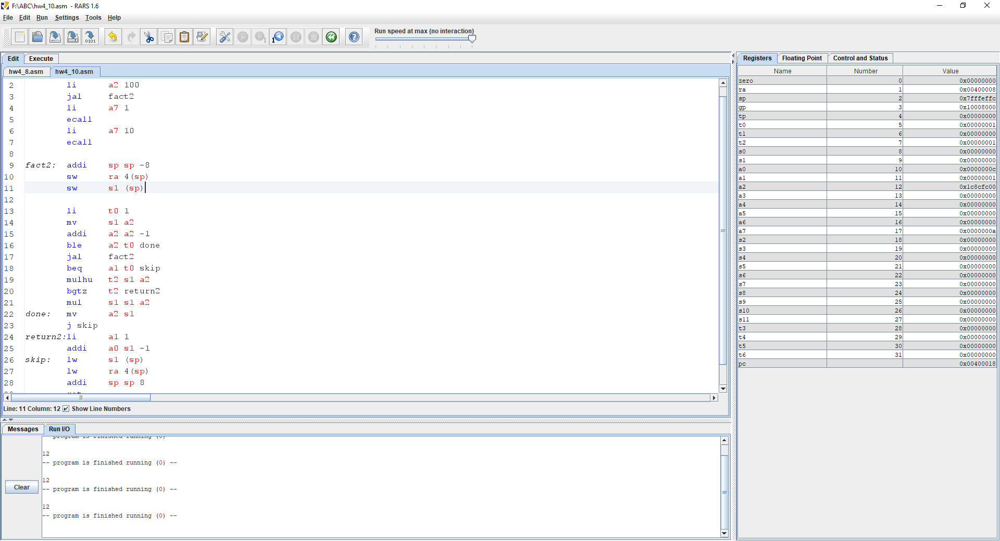 F:\ABC\hw4_10.asm - RARS 1.6
File Edit Run Settings Tools Help
Run speed at max (no interaction)
Edit Execute
hw4_8.asm hw4_10.asm
2 li a2 100
3 jal fact2
4 li a7 1
5 ecall
6 li a7 10
7 ecall
8
9 fact2: addi sp sp -8
10 sw ra 4(sp)
11 sw s1 (sp)
12
13 li t0 1
14 mv s1 a2
15 addi a2 a2 -1
16 ble a2 t0 done
17 jal fact2
18 beq a1 t0 skip
19 mulhu t2 s1 a2
20 bgtz t2 return2
21 mul s1 s1 a2
22 done: mv a2 s1
23 j skip
24 return2:li a1 1
25 addi a0 s1 -1
26 skip: lw s1 (sp)
27 lw ra 4(sp)
28 addi sp sp 8
Line: 11 Column: 12 Show Line Numbers
Messages Run I/O
Clear
-- program is finished running (0) --
12
-- program is finished running (0) --
12
-- program is finished running (0) --
12
-- program is finished running (0) --
Registers Floating Point Control and Status
Name Number Value
zero 0 0x00000000
ra 1 0x00400008
sp 2 0x7fffeffc
gp 3 0x10008000
tp 4 0x00000000
t0 5 0x00000001
t1 6 0x00000000
t2 7 0x00000001
s0 8 0x00000000
s1 9 0x00000000
a0 10 0x0000000c
a1 11 0x00000001
a2 12 0x1c8cfc00
a3 13 0x00000000
a4 14 0x00000000
a5 15 0x00000000
a6 16 0x00000000
a7 17 0x0000000a
s2 18 0x00000000
s3 19 0x00000000
s4 20 0x00000000
s5 21 0x00000000
s6 22 0x00000000
s7 23 0x00000000
s8 24 0x00000000
s9 25 0x00000000
s10 26 0x00000000
s11 27 0x00000000
t3 28 0x00000000
t4 29 0x00000000
t5 30 0x00000000
t6 31 0x00000000
pc 0x00400018